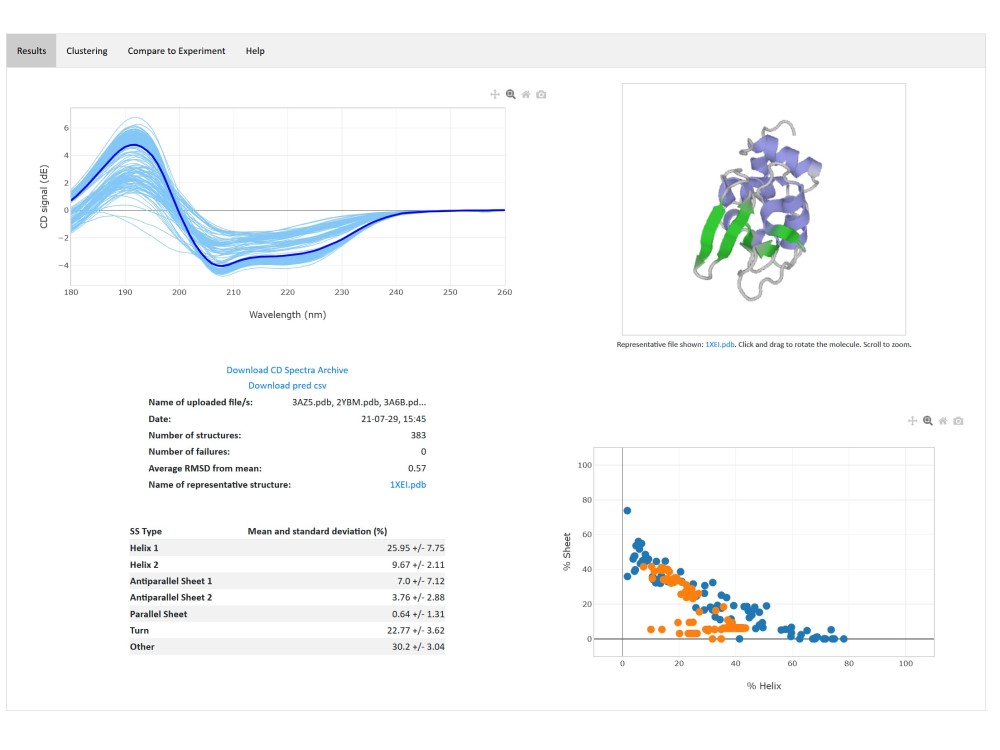 Results Clustering Compare to Experiment Help
6
4
2
0
−2
−4
CD signal (dE)
180 190 200 210 220 230 240 250 260
Wavelength (nm)
Representative file shown: 1XEI.pdb. Click and drag to rotate the molecule. Scroll to zoom.
Download CD Spectra Archive
Download pred csv
Name of uploaded file/s: 3AZ5.pdb, 2YBM.pdb, 3A6B.pd...
Date: 21-07-29, 15:45
Number of structures: 383
Number of failures: 0
Average RMSD from mean: 0.57
Name of representative structure: 1XEI.pdb
SS Type Mean and standard deviation (%)
Helix 1 25.95 +/- 7.75
Helix 2 9.67 +/- 2.11
Antiparallel Sheet 1 7.0 +/- 7.12
Antiparallel Sheet 2 3.76 +/- 2.88
Parallel Sheet 0.64 +/- 1.31
Turn 22.77 +/- 3.62
Other 30.2 +/- 3.04
100
80
60
40
20
0
% Sheet
0 20 40 60 80 100
% Helix